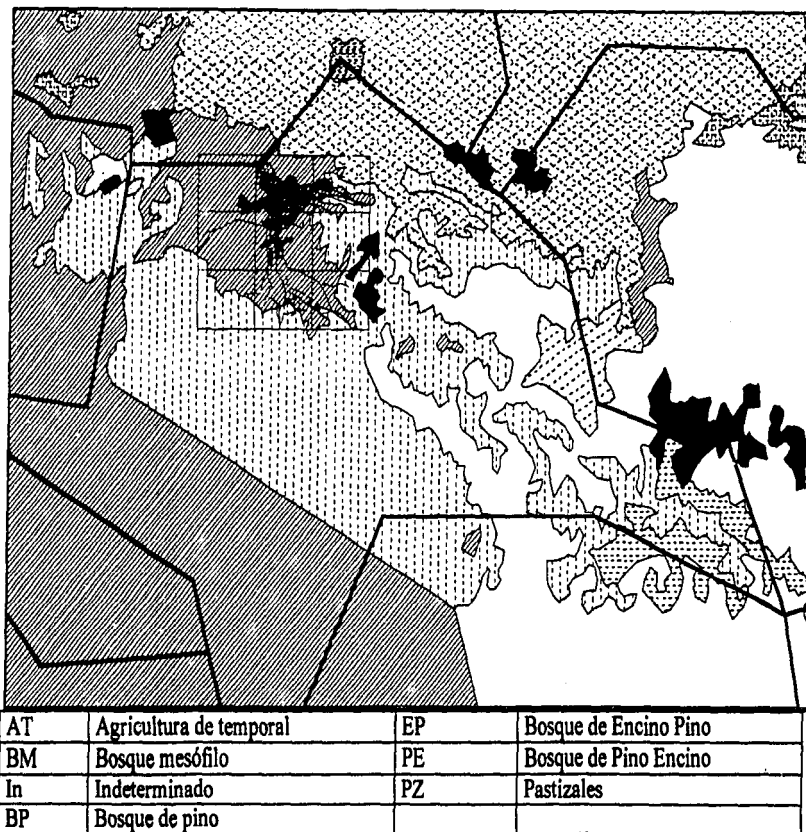 AT Agricultura de temporal EP Bosque de Encino Pino
BM Bosque mesófilo PE Bosque de Pino Encino
In Indeterminado PZ Pastizales
BP Bosque de pino